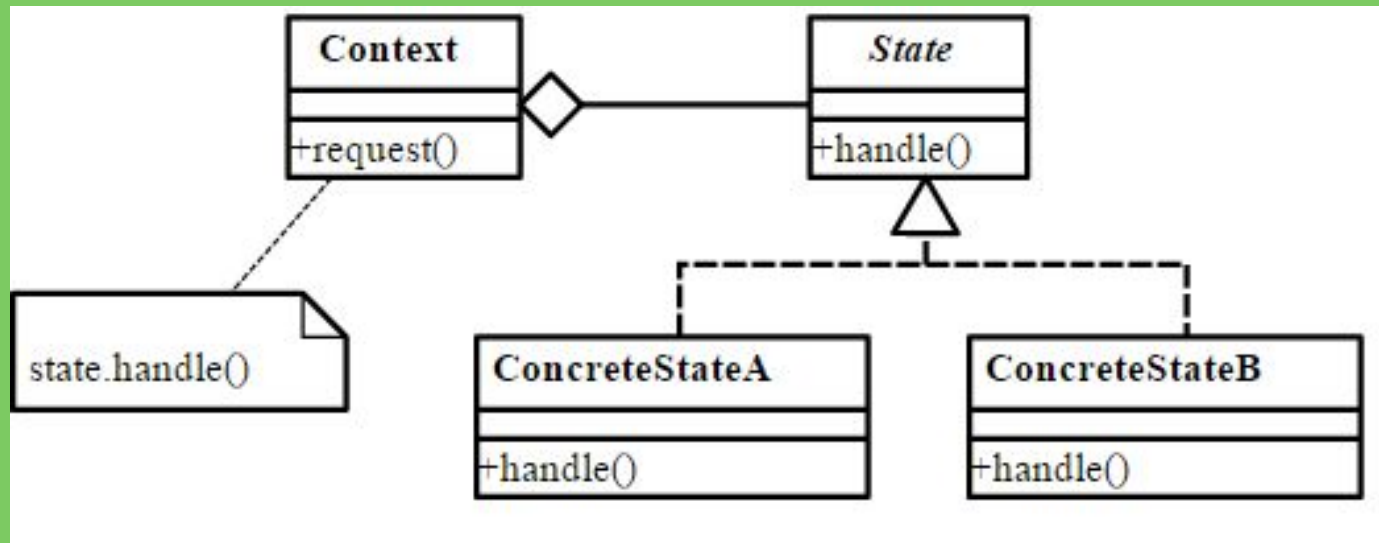 Context
State
+request()
+handle()
state.handle()
ConcreteStateA
ConcreteStateB
+handle()
+handle()